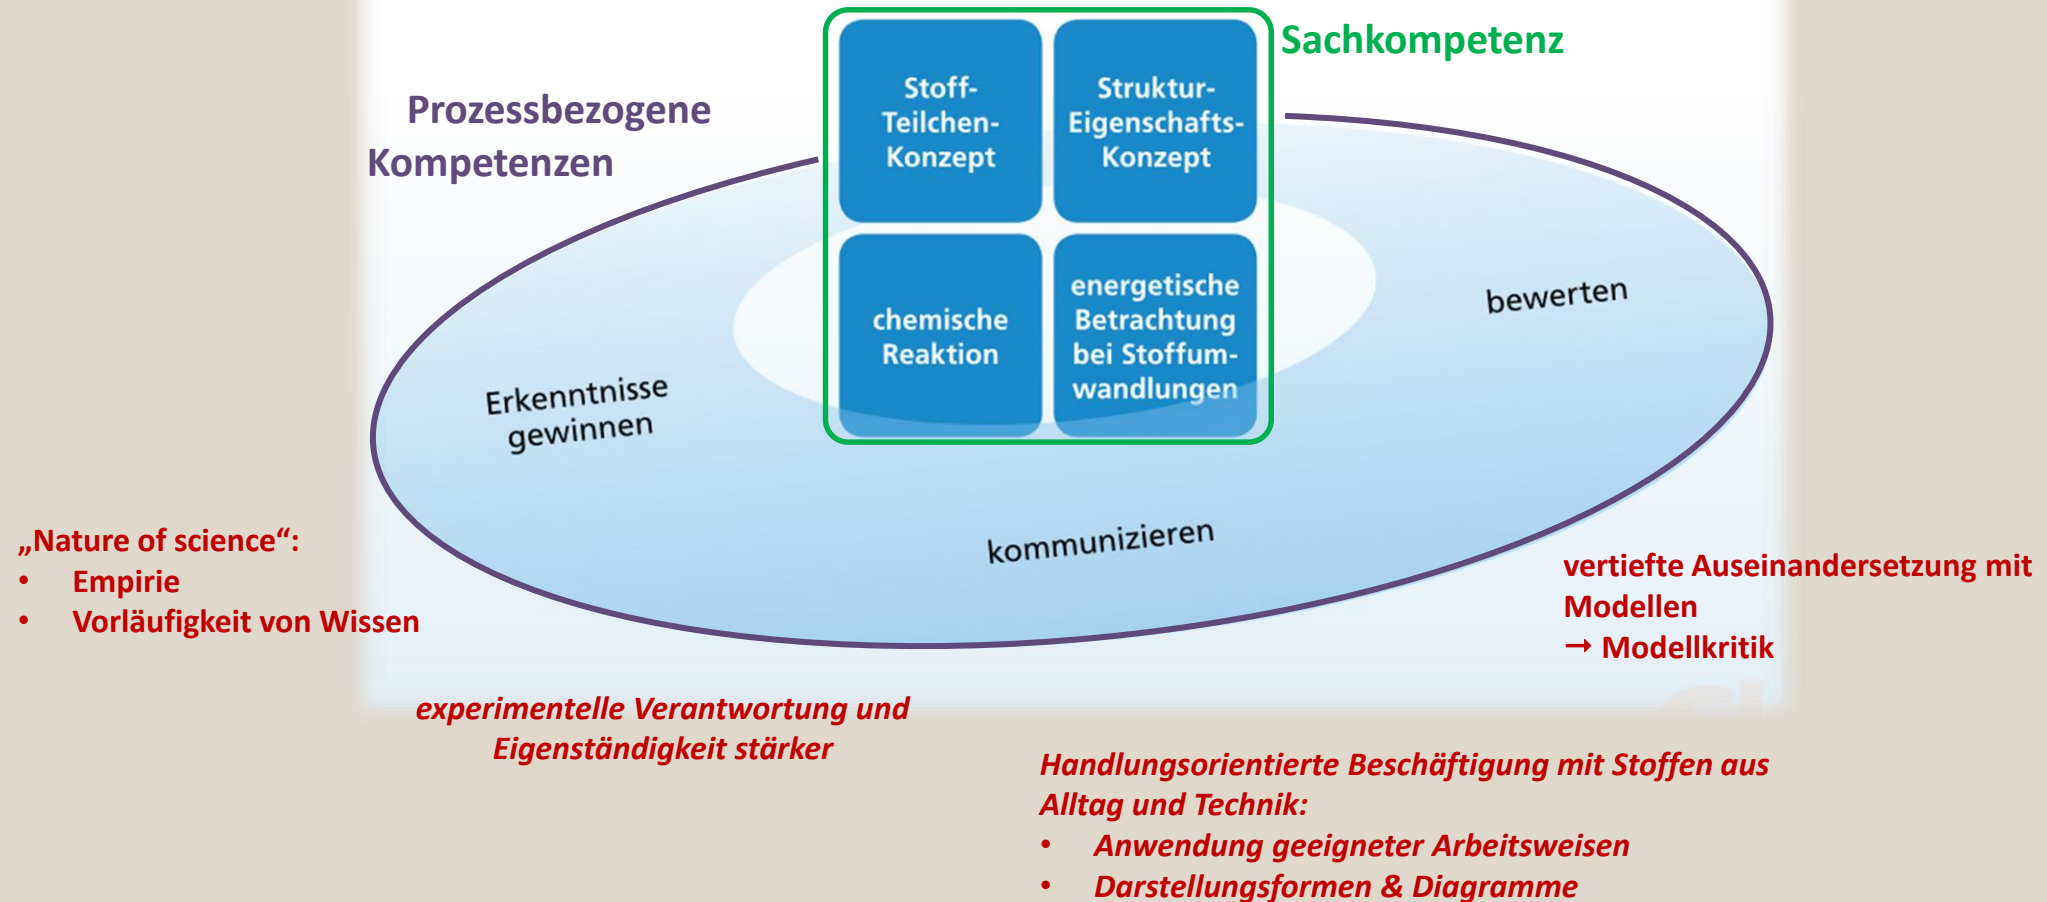 Sachkompetenz
Prozessbezogene
Kompetenzen
Stoff-
Teilchen-
Konzept
Struktur-
Eigenschafts-
Konzept
chemische
Reaktion
energetische
Betrachtung
bei Stoffum-
wandlungen
bewerten
Erkenntnisse
gewinnen
kommunizieren
„Nature of science“:
• Empirie
• Vorläufigkeit von Wissen
vertiefte Auseinandersetzung mit
Modellen
→ Modellkritik
experimentelle Verantwortung und
Eigenständigkeit stärker
Handlungsorientierte Beschäftigung mit Stoffen aus
Alltag und Technik:
• Anwendung geeigneter Arbeitsweisen
• Darstellungsformen & Diagramme